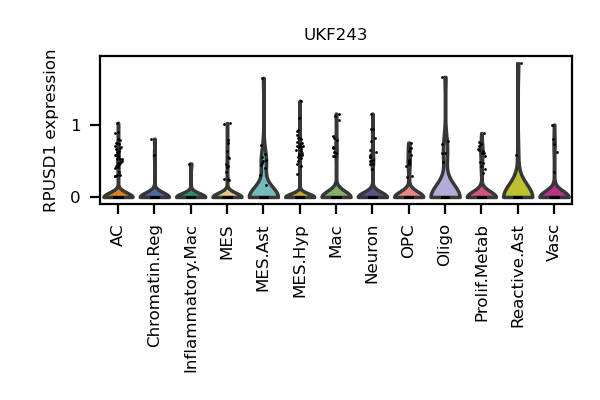 UKF243
RPUSD1 expression
1
0
AC
Chromatin.Reg
Inflammatory.Mac
MES
MES.Ast
MES.Hyp
Mac
Neuron
OPC
Oligo
Prolif.Metab
Reactive.Ast
Vasc